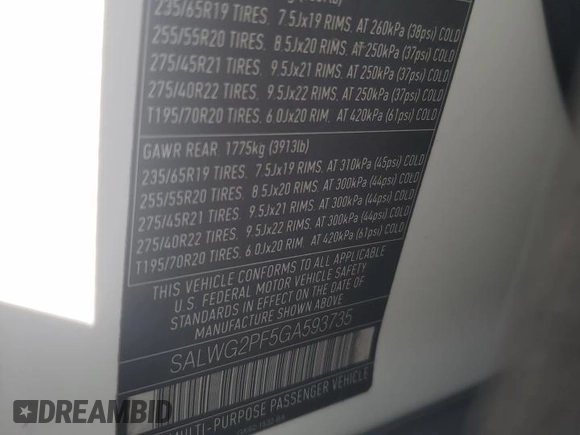 235/65R19 TIRES, 7.5Jx19 RIMS, AT 260kPa (38psi) COLD
255/55R20 TIRES, 8.5Jx20 RIMS, AT 250kPa (37psi) COLD
275/45R21 TIRES, 9.5Jx21 RIMS, AT 250kPa (37psi) COLD
275/40R22 TIRES, 9.5Jx22 RIMS, AT 250kPa (37psi) COLD
T195/70R20 TIRES, 6.0Jx20 RIM, AT 420kPa (61psi) COLD
GAWR REAR 1775kg (3913lb)
235/65R19 TIRES, 7.5Jx19 RIMS, AT 310kPa (45psi) COLD
255/55R20 TIRES, 8.5Jx20 RIMS, AT 300kPa (44psi) COLD
275/45R21 TIRES, 9.5Jx21 RIMS, AT 300kPa (44psi) COLD
275/40R22 TIRES, 9.5Jx22 RIMS, AT 300kPa (44psi) COLD
T195/70R20 TIRES, 6.0Jx20 RIM, AT 420kPa (61psi) COLD
THIS VEHICLE CONFORMS TO ALL APPLICABLE
U.S. FEDERAL MOTOR VEHICLE SAFETY
STANDARDS IN EFFECT ON THE DATE OF
MANUFACTURE SHOWN ABOVE
SALWG2PF5GA593735
MULTI-PURPOSE PASSENGER VEHICLE
DREAMBID